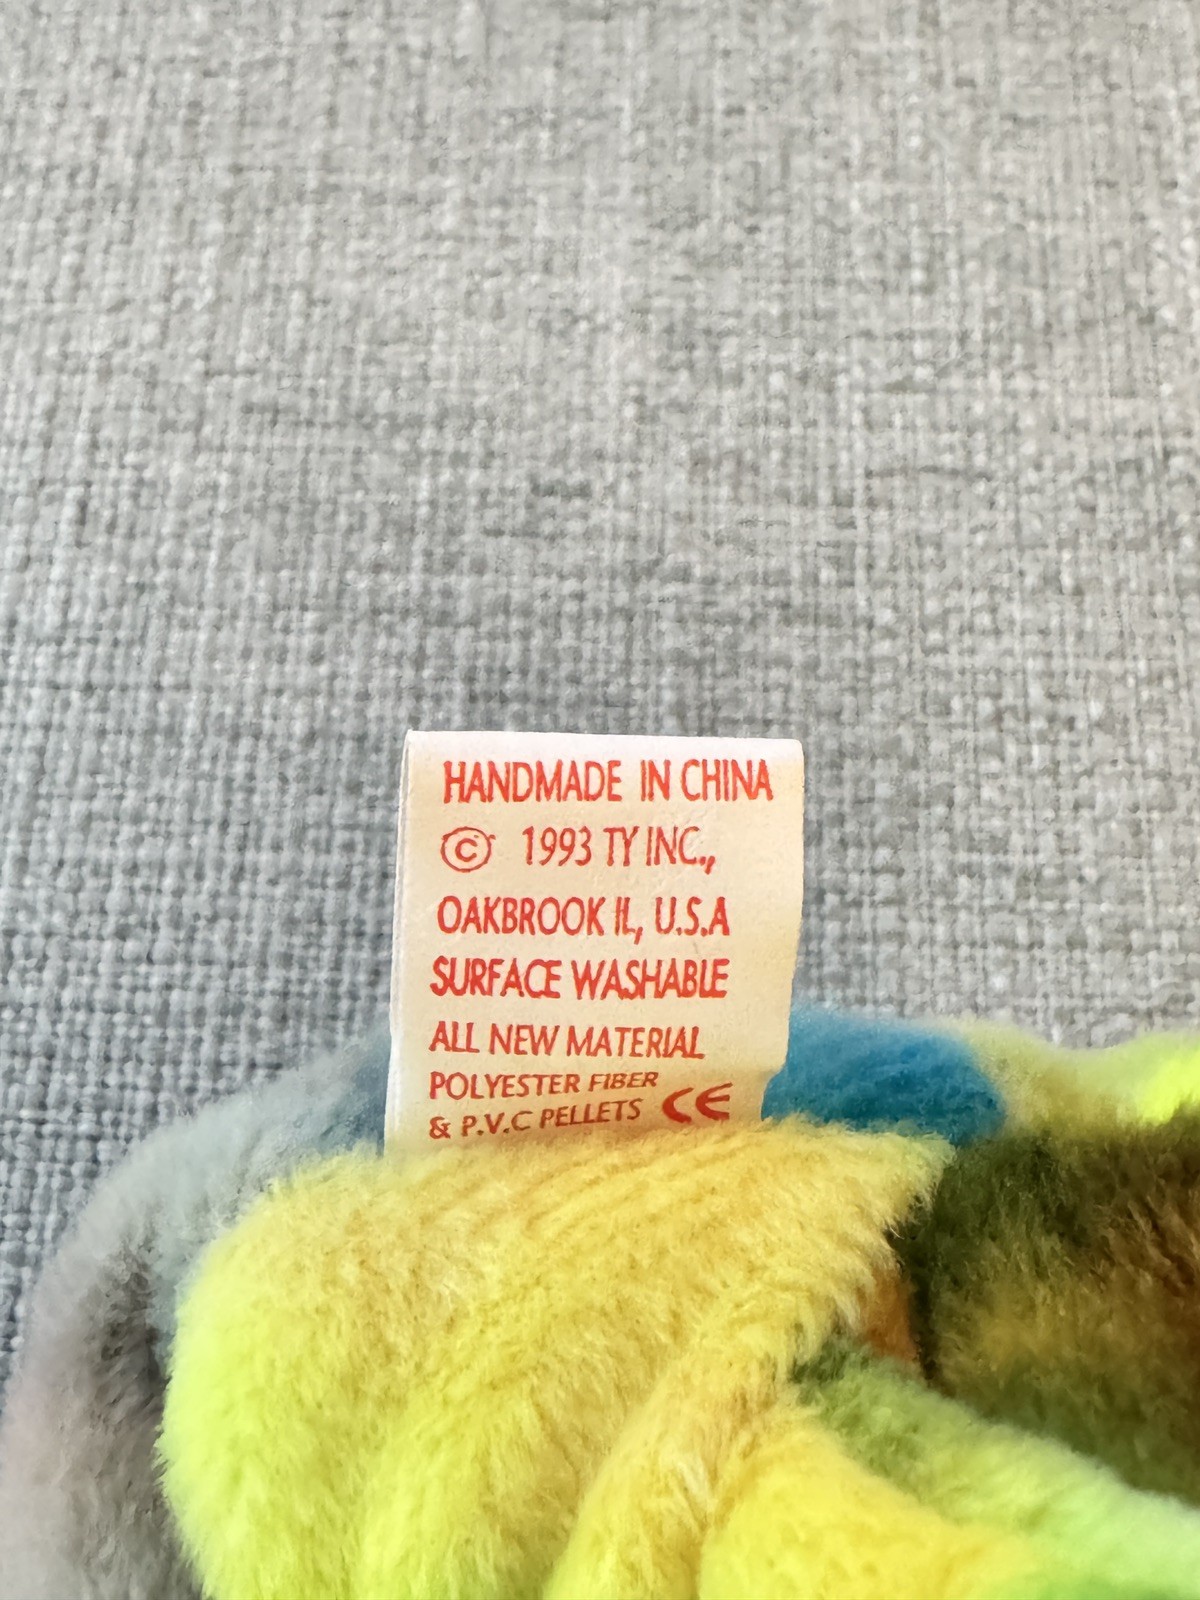 HANDMADE IN CHINA
© 1993 TY INC.,
OAKBROOK IL, U.S.A
SURFACE WASHABLE
ALL NEW MATERIAL
POLYESTER FIBER
& P.V.C PELLETS CE